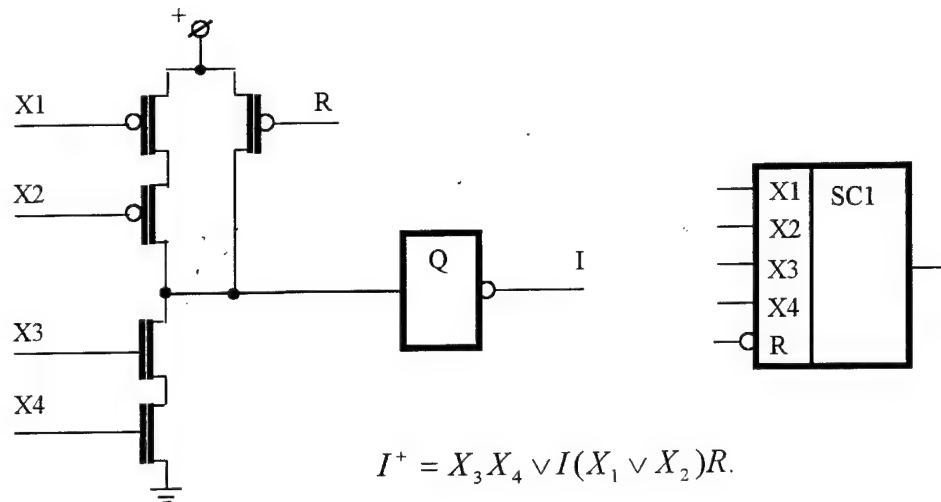 +
X1
R
X2
X1
SC1
X2
Q
I
X3
X4
R
X3
X4
I⁺ = X₃X₄ ∨ I(X₁ ∨ X₂)R.